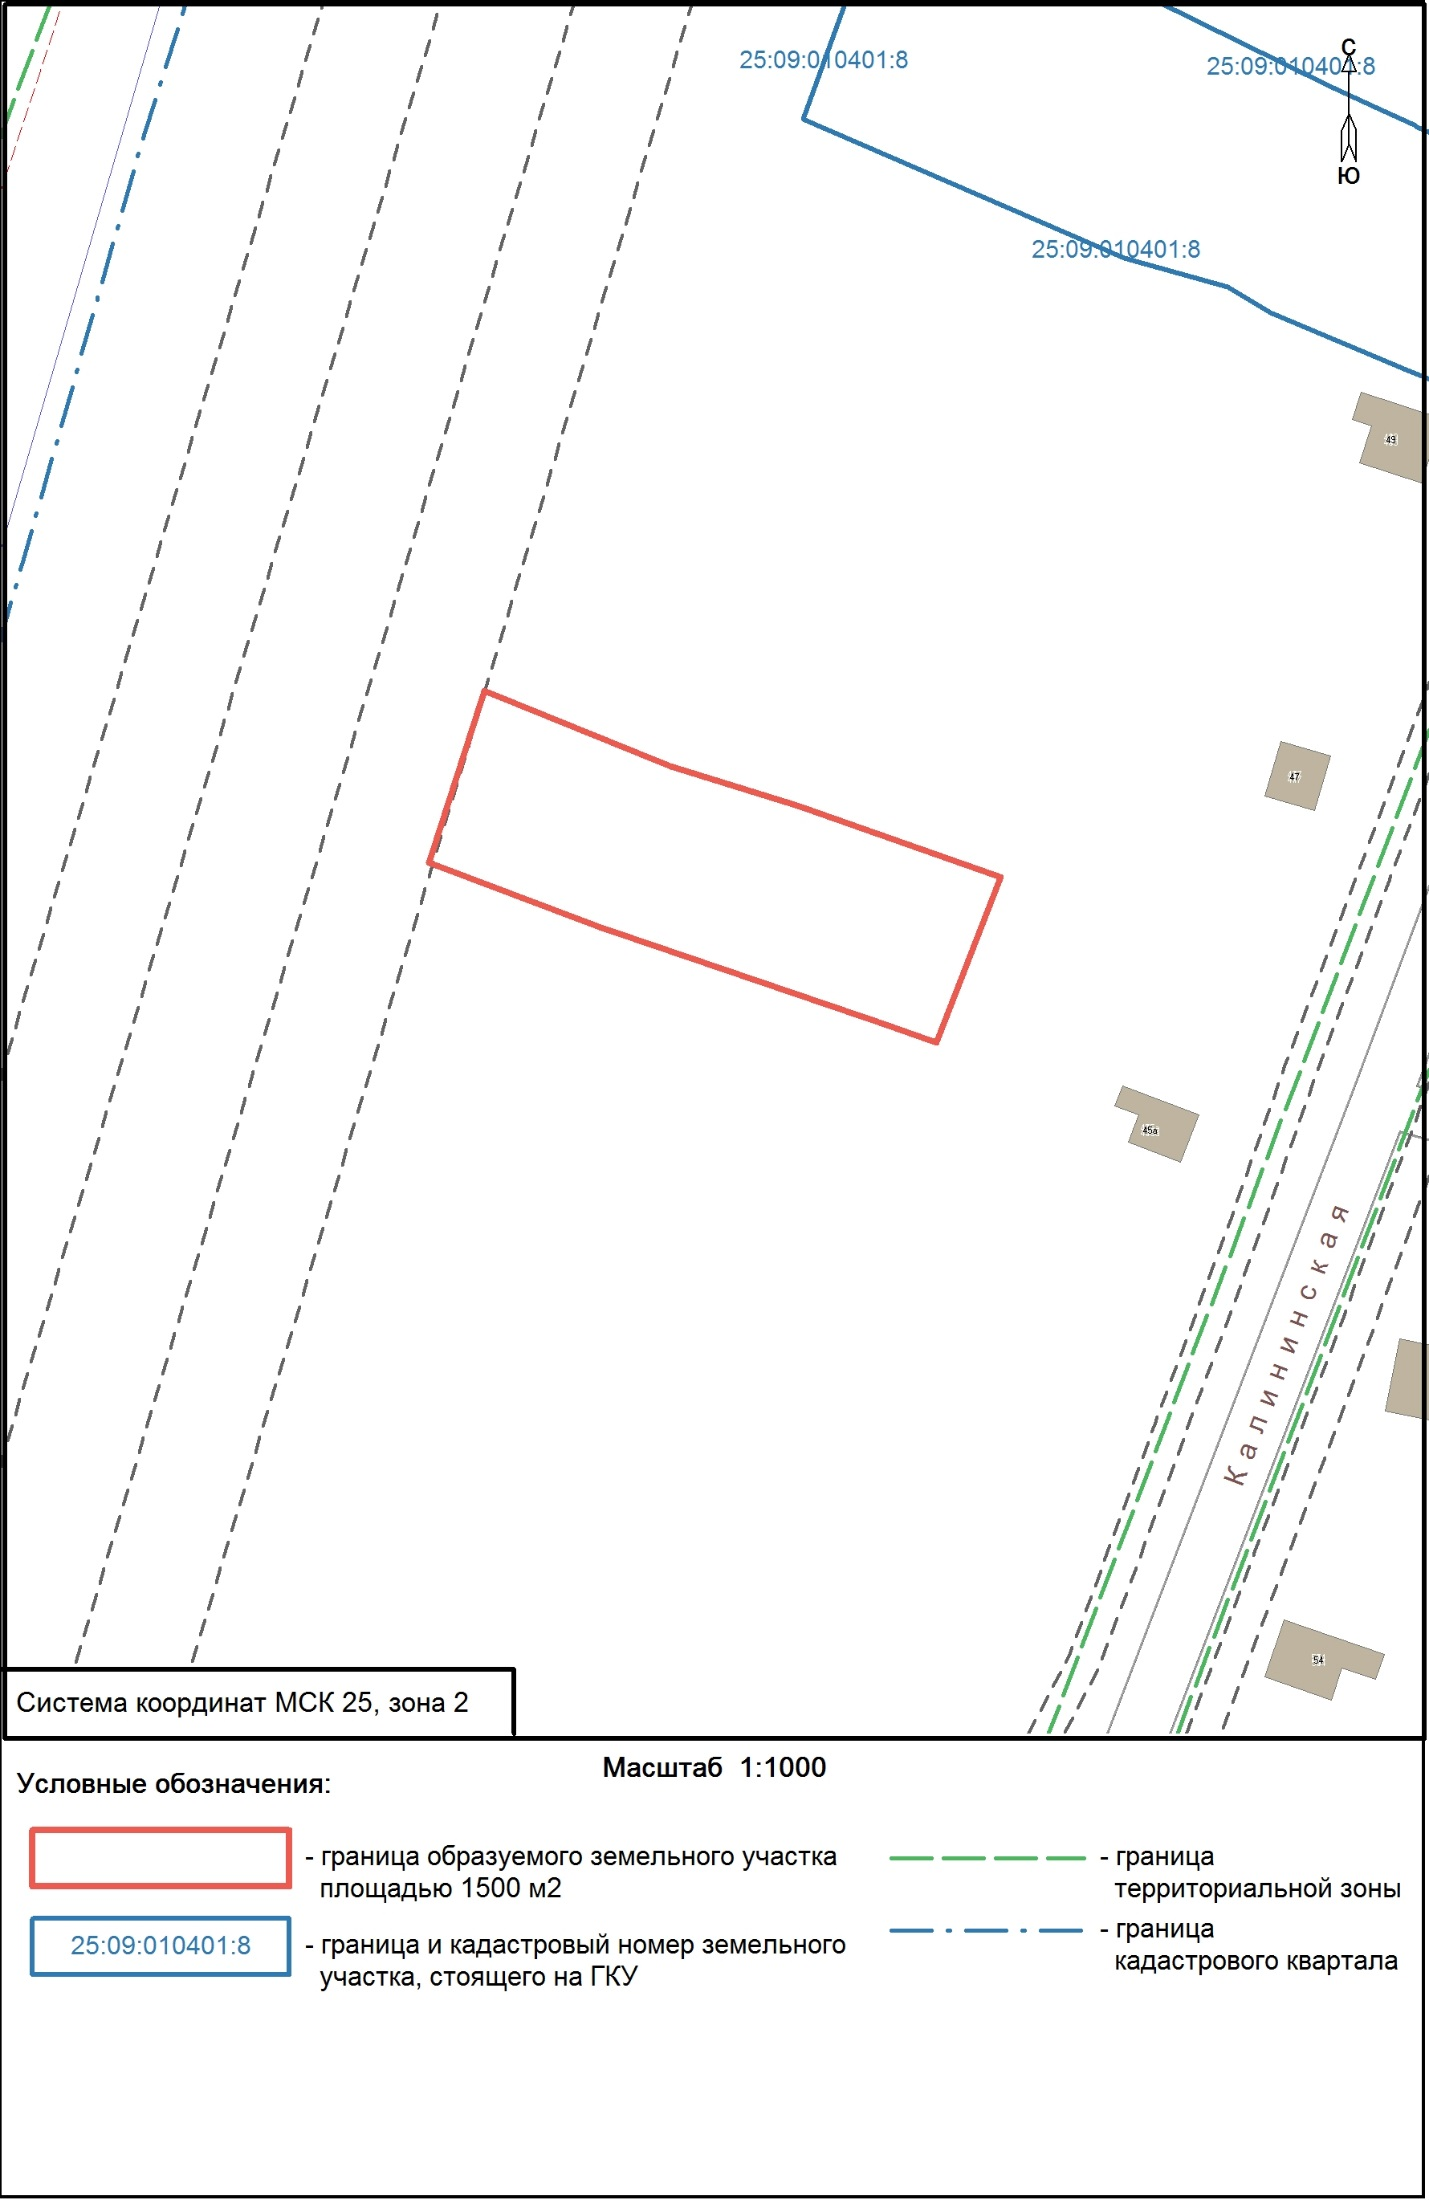 С
25:09:010401:8
25:09:010401:8
Ю
25:09:010401:8
49
47
45а
Калининская
54
Система координат МСК 25, зона 2
Масштаб 1:1000
Условные обозначения:
- граница образуемого земельного участка
площадью 1500 м2
- граница
территориальной зоны
25:09:010401:8
- граница и кадастровый номер земельного
участка, стоящего на ГКУ
- граница
кадастрового квартала